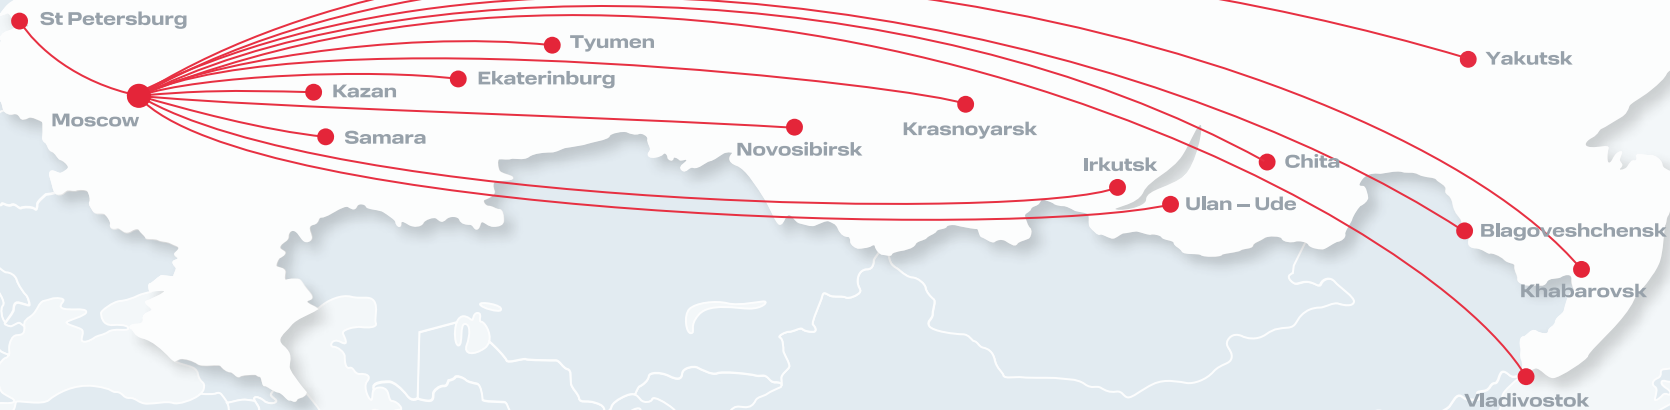 St Petersburg
Tyumen
Yakutsk
Ekaterinburg
Kazan
Moscow
Krasnoyarsk
Samara
Novosibirsk
Irkutsk
Chita
Ulan – Ude
Blagoveshchensk
Khabarovsk
Vladivostok